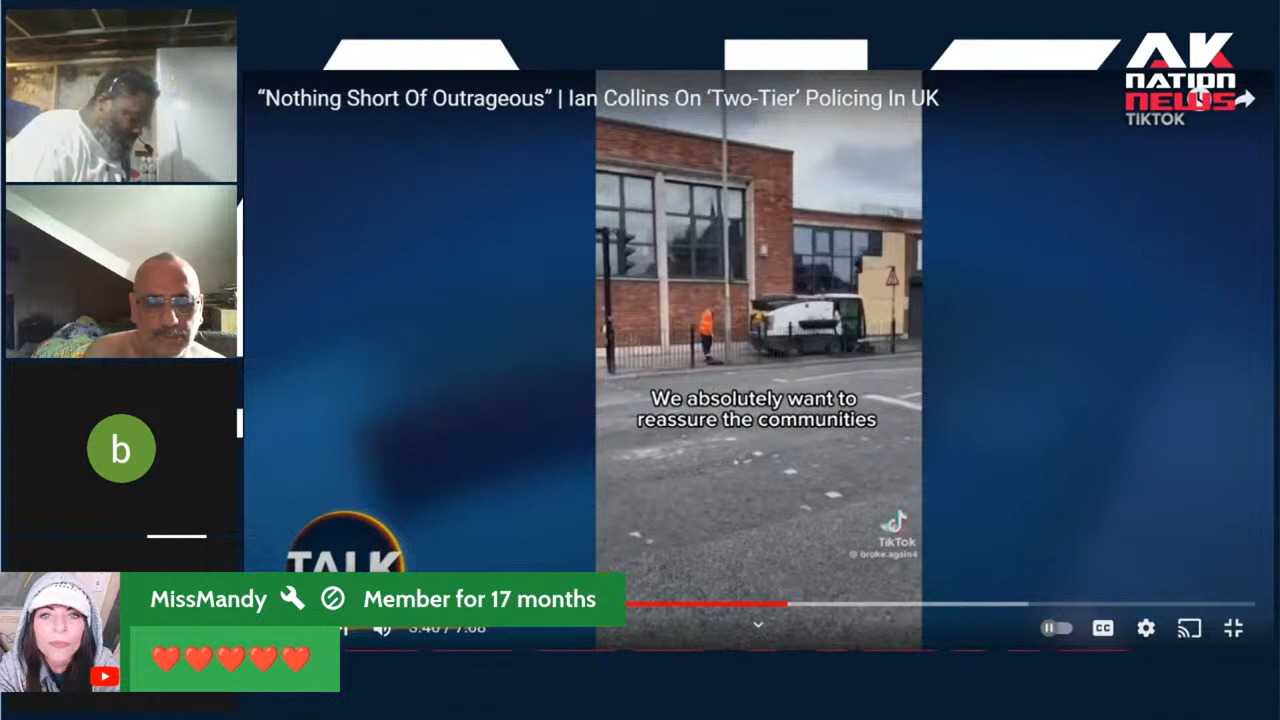 “Nothing Short Of Outrageous” | Ian Collins On ‘Two-Tier’ Policing In UK
AK
NATION
NEWS
TIKTOK
We absolutely want to
reassure the communities
TikTok
@ broke.again4
TALK
b
MissMandy Member for 17 months
3:40 / 7:08
CC